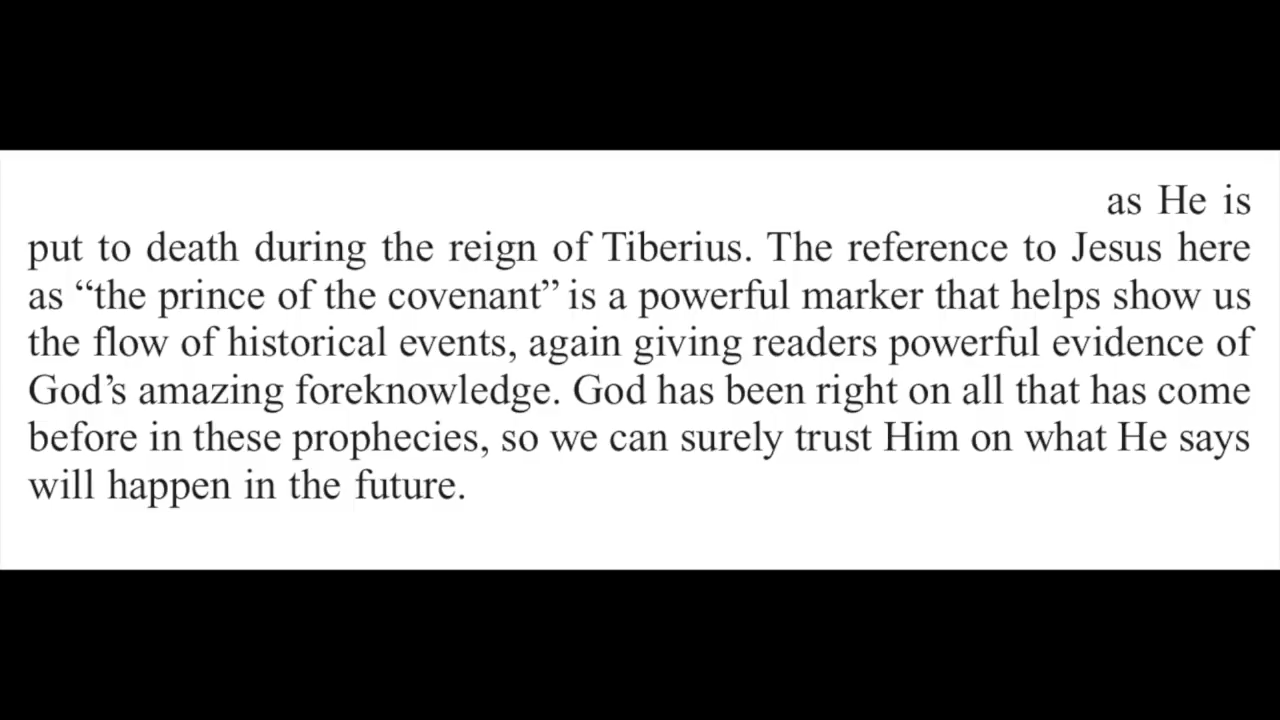 as He is
put to death during the reign of Tiberius. The reference to Jesus here
as “the prince of the covenant” is a powerful marker that helps show us
the flow of historical events, again giving readers powerful evidence of
God’s amazing foreknowledge. God has been right on all that has come
before in these prophecies, so we can surely trust Him on what He says
will happen in the future.